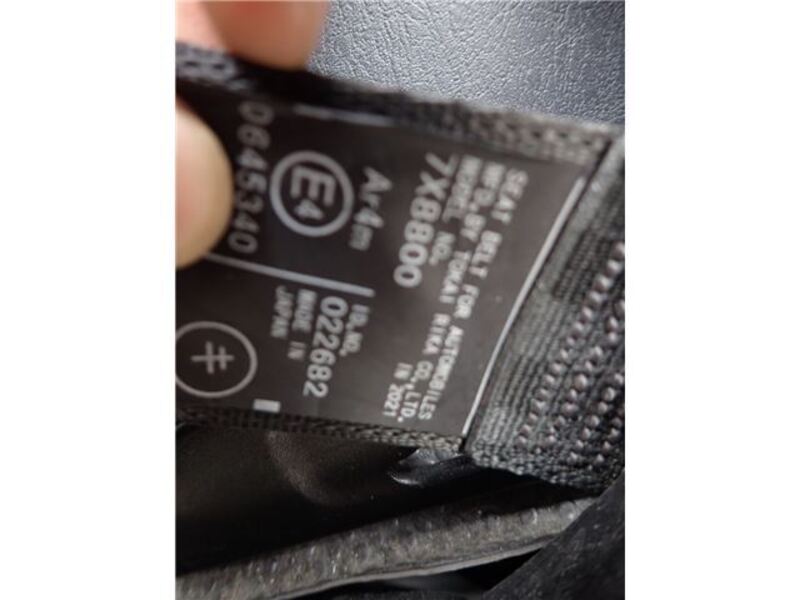 SEAT BELT FOR AUTOMOBILES
MFD. BY TOKAI RIKA CO., LTD.
MODEL NO. IN 2021
7X8800
Ar4m
E4
ID.NO.
022682
MADE IN
JAPAN
0645340